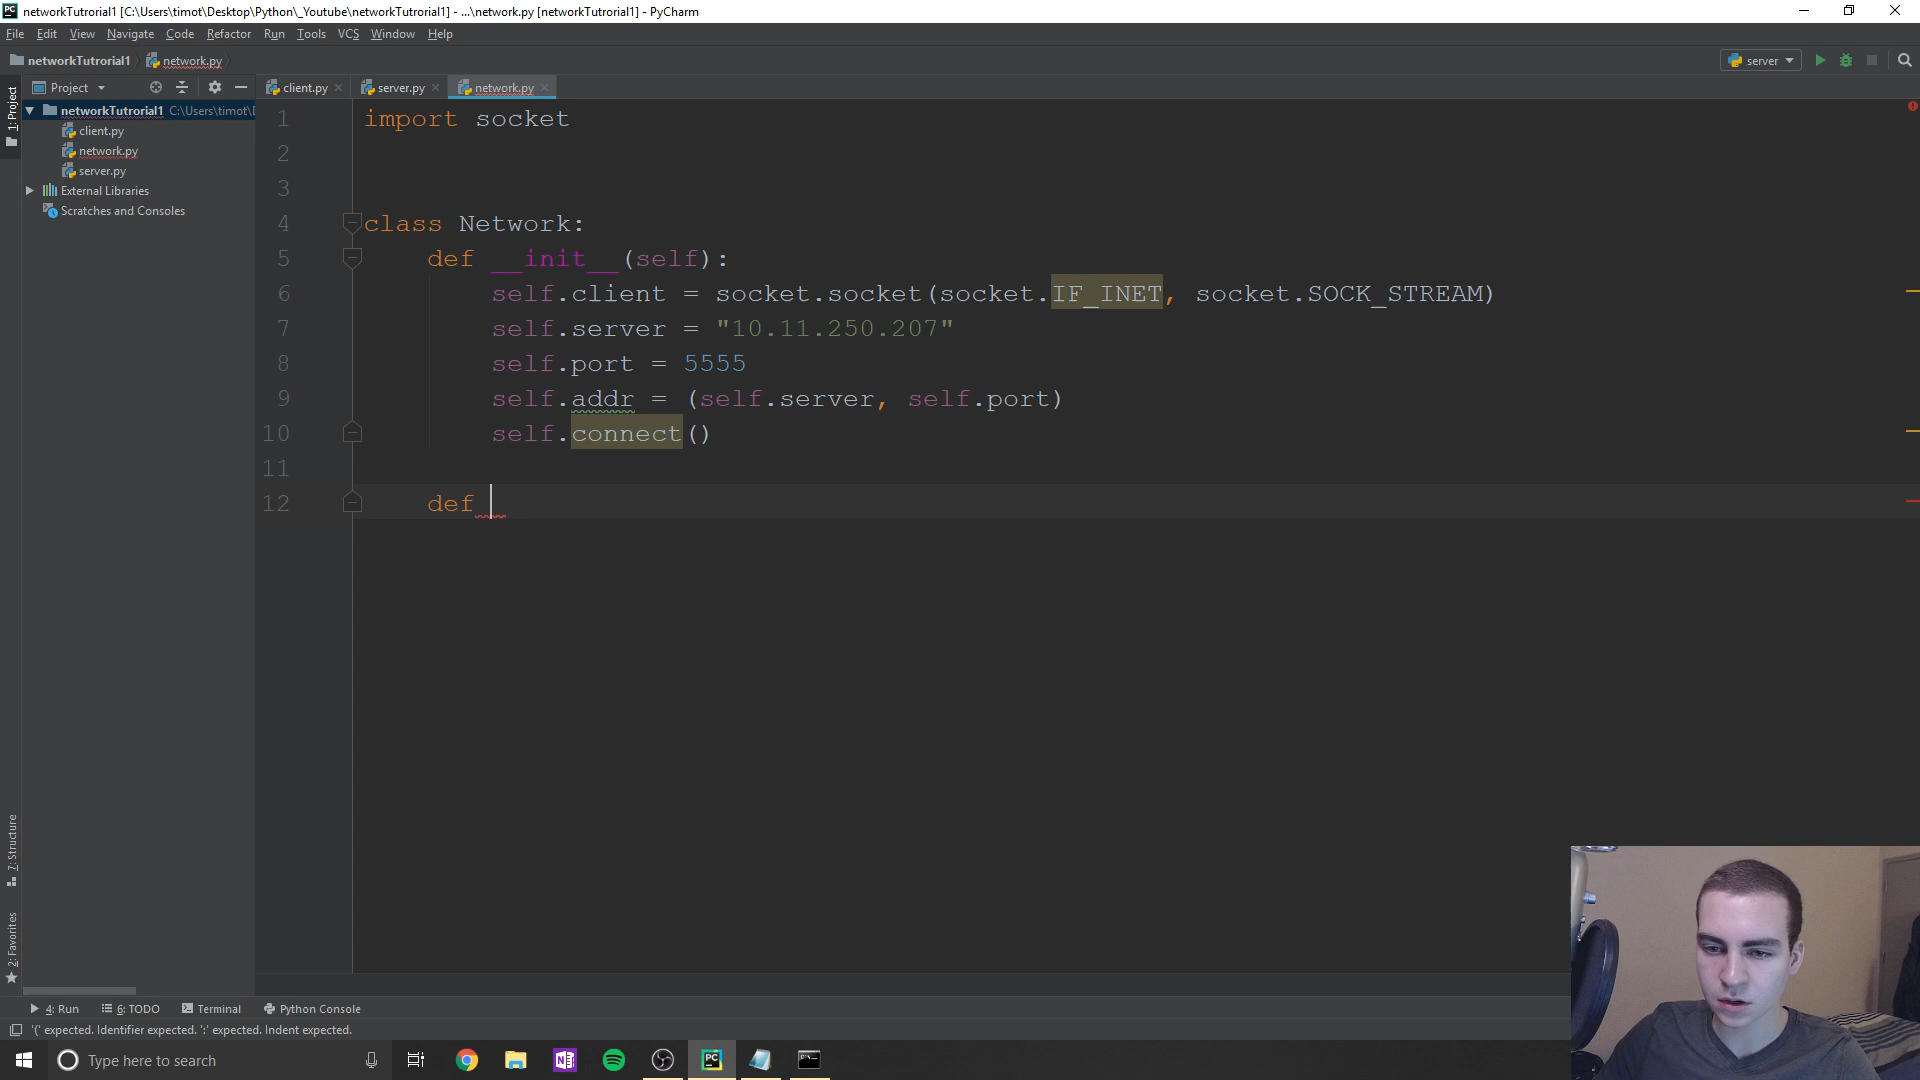 networkTutrorial1 [C:\Users\timot\Desktop\Python\_Youtube\networkTutrorial1] - ...\network.py [networkTutrorial1] - PyCharm
File Edit View Navigate Code Refactor Run Tools VCS Window Help
networkTutrorial1 network.py server
Project client.py server.py network.py
1: Project
networkTutrorial1 C:\Users\timot\
client.py
network.py
server.py
External Libraries
Scratches and Consoles
1 import socket
2
3
4 class Network:
5 def __init__(self):
6 self.client = socket.socket(socket.IF_INET, socket.SOCK_STREAM)
7 self.server = "10.11.250.207"
8 self.port = 5555
9 self.addr = (self.server, self.port)
10 self.connect()
11
12 def
7: Structure
2: Favorites
4: Run 6: TODO Terminal Python Console
'(' expected. Identifier expected. ':' expected. Indent expected.
Type here to search